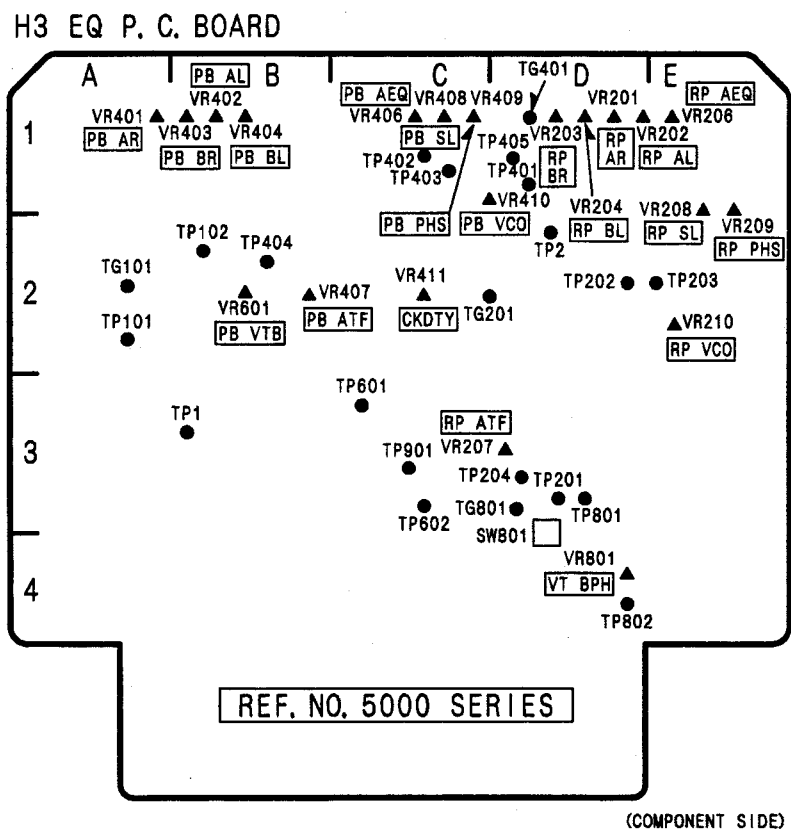 H3 EQ P. C. BOARD
A
B
C
D
E
PB AL
VR402
PB AEQ
VR408
VR409
TG401
VR201
RP AEQ
1
VR401
PB AR
VR403
PB BR
VR404
PB BL
VR406
PB SL
TP402
TP403
TP405
TP401
VR203
RP BR
RP AR
VR202
RP AL
VR206
PB PHS
VR410
PB VCO
VR204
RP BL
VR208
RP SL
VR209
RP PHS
TP102
TP404
TP2
2
TG101
TP101
VR601
PB VTB
VR407
PB ATF
VR411
CKDTY
TG201
TP202
TP203
VR210
RP VCO
3
TP1
TP601
RP ATF
VR207
TP901
TP204
TP201
TP602
TG801
TP801
SW801
4
VR801
VT BPH
TP802
REF. NO. 5000 SERIES
(COMPONENT SIDE)